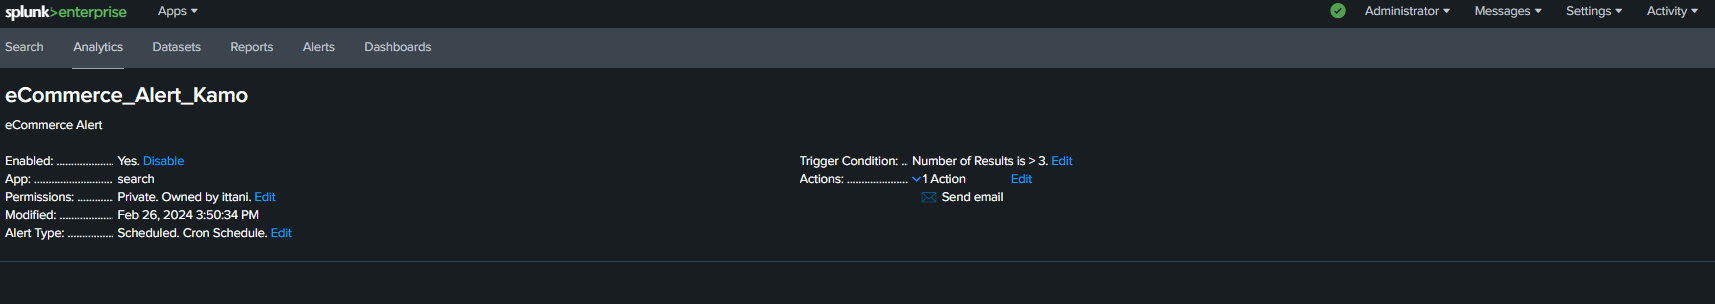 splunk>enterprise Apps Administrator Messages Settings Activity
Search Analytics Datasets Reports Alerts Dashboards
eCommerce_Alert_Kamo
eCommerce Alert
Enabled: .................... Yes. Disable
App: ............................ search
Permissions: ............ Private. Owned by ittani. Edit
Modified: ................... Feb 26, 2024 3:50:34 PM
Alert Type: ................ Scheduled. Cron Schedule. Edit
Trigger Condition: .. Number of Results is > 3. Edit
Actions: ..................... 1 Action Edit
Send email